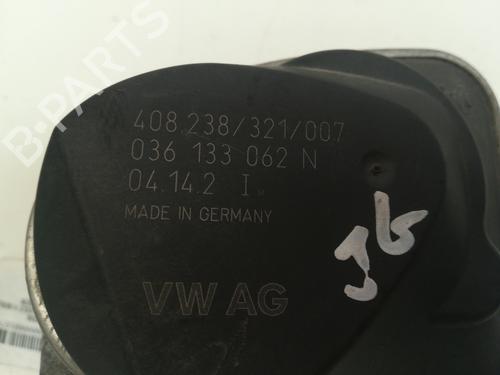 408.238/321/007
036 133 062 N
04.14.2 I
MADE IN GERMANY
VW AG
B-PARTS